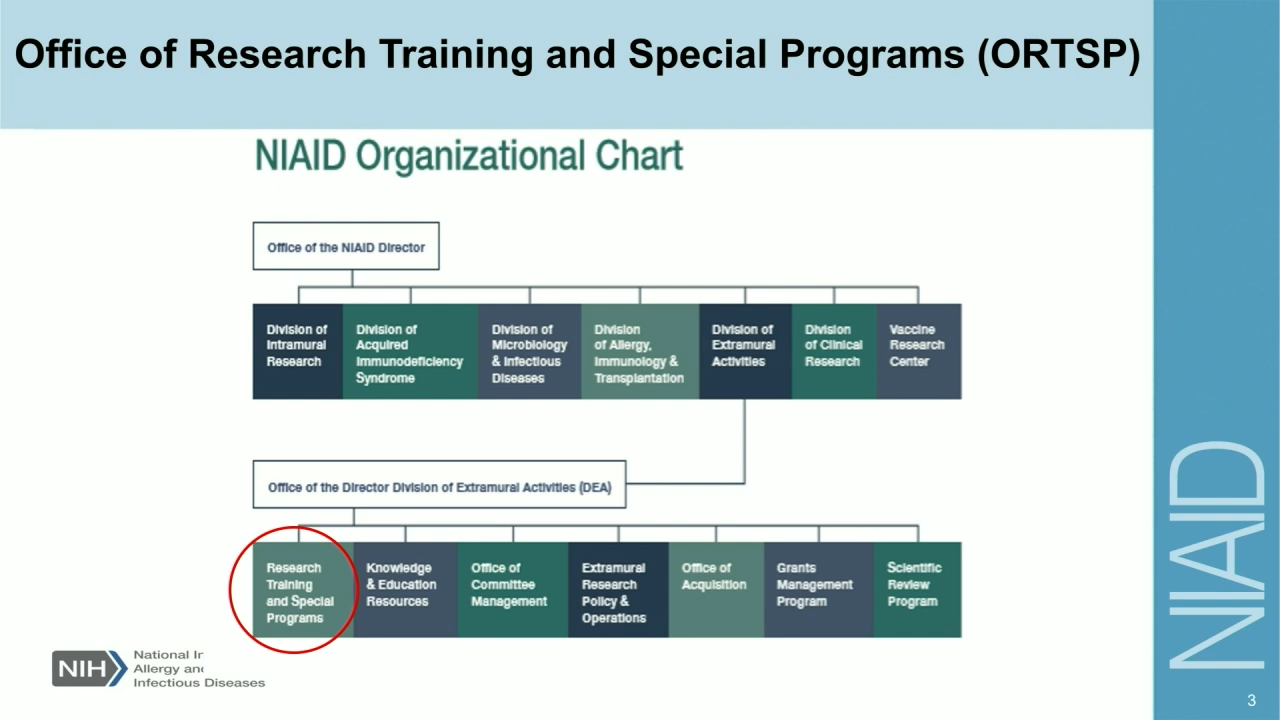 Office of Research Training and Special Programs (ORTSP)
NIAID Organizational Chart
Office of the NIAID Director
Division of
Intramural
Research
Division of
Acquired
Immunodeficiency
Syndrome
Division of
Microbiology
& Infectious
Diseases
Division
of Allergy,
Immunology &
Transplantation
Division of
Extramural
Activities
Division
of Clinical
Research
Vaccine
Research
Center
Office of the Director Division of Extramural Activities (DEA)
Research
Training
and Special
Programs
Knowledge
& Education
Resources
Office of
Committee
Management
Extramural
Research
Policy &
Operations
Office of
Acquisition
Grants
Management
Program
Scientific
Review
Program
NIH
National
Allergy
Infectious Diseases
NIAID
3